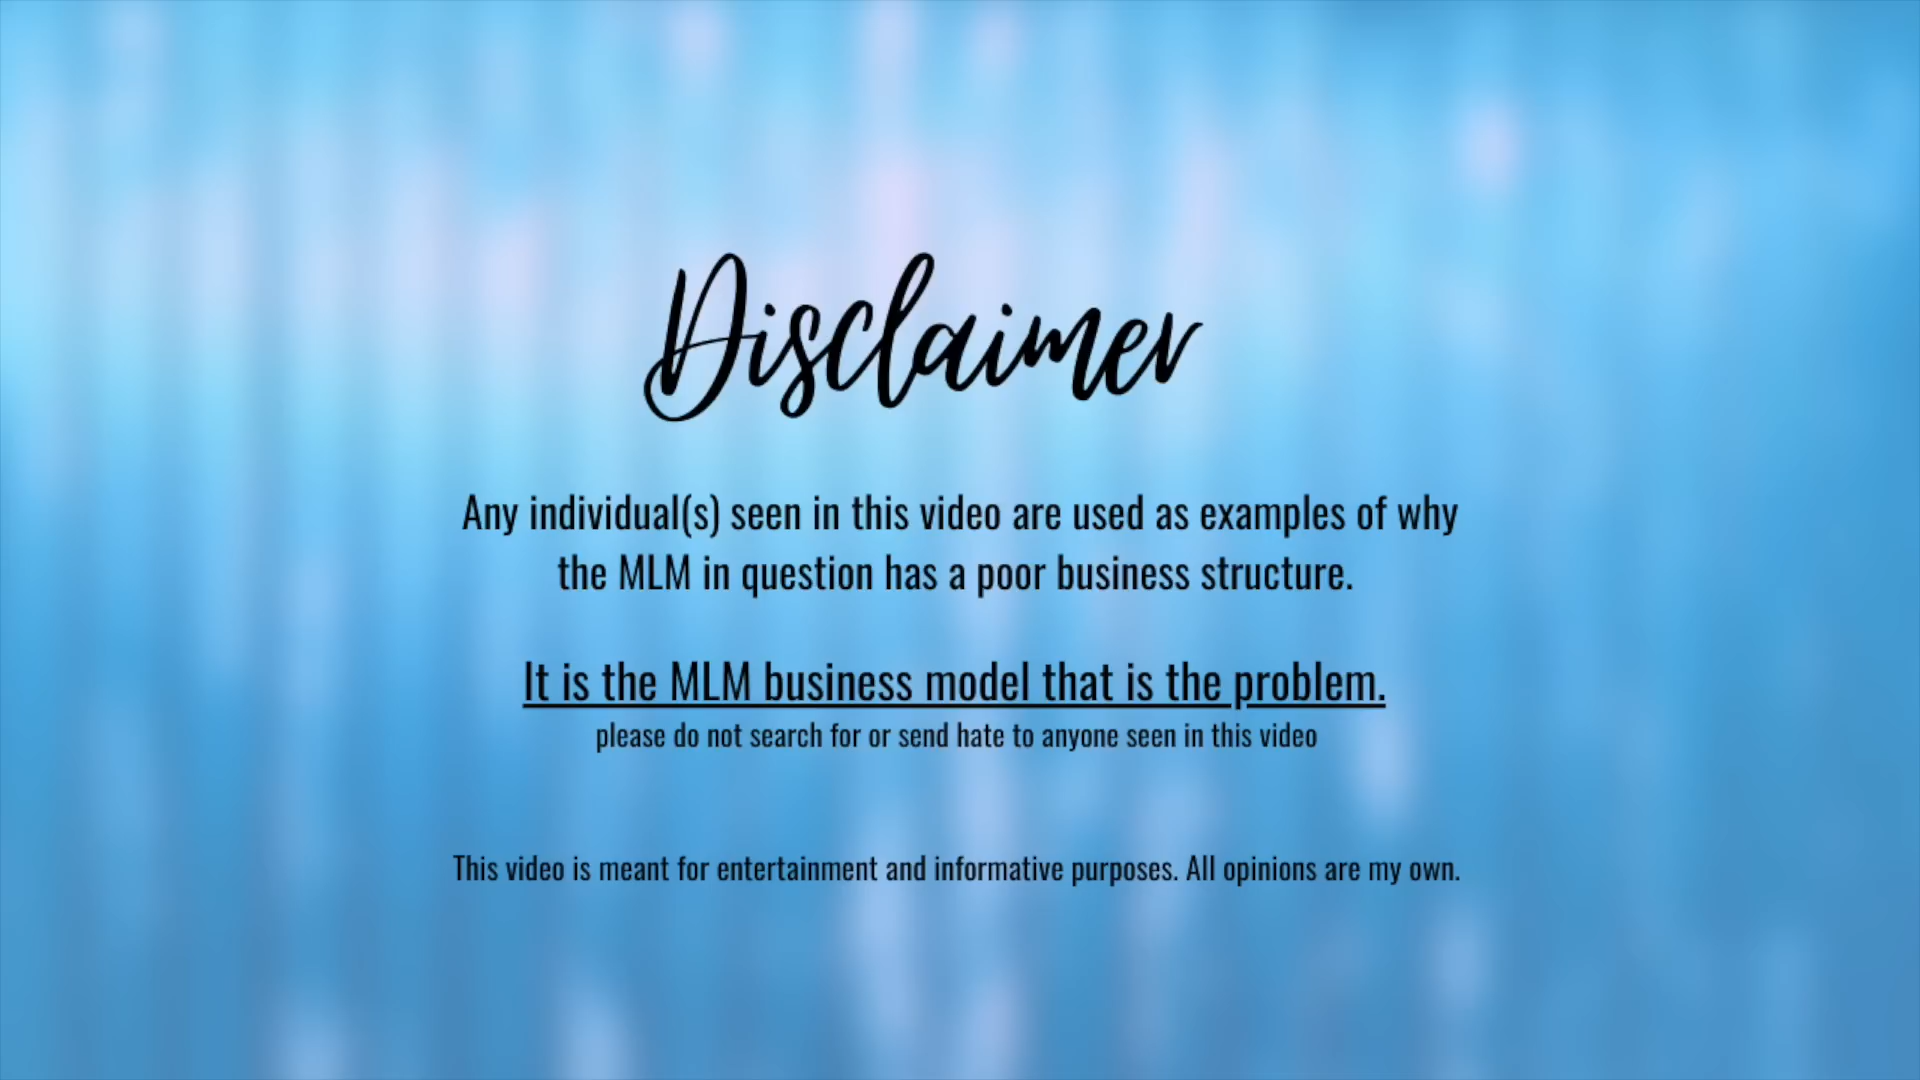 Disclaimer
Any individual(s) seen in this video are used as examples of why
the MLM in question has a poor business structure.
It is the MLM business model that is the problem.
please do not search for or send hate to anyone seen in this video
This video is meant for entertainment and informative purposes. All opinions are my own.